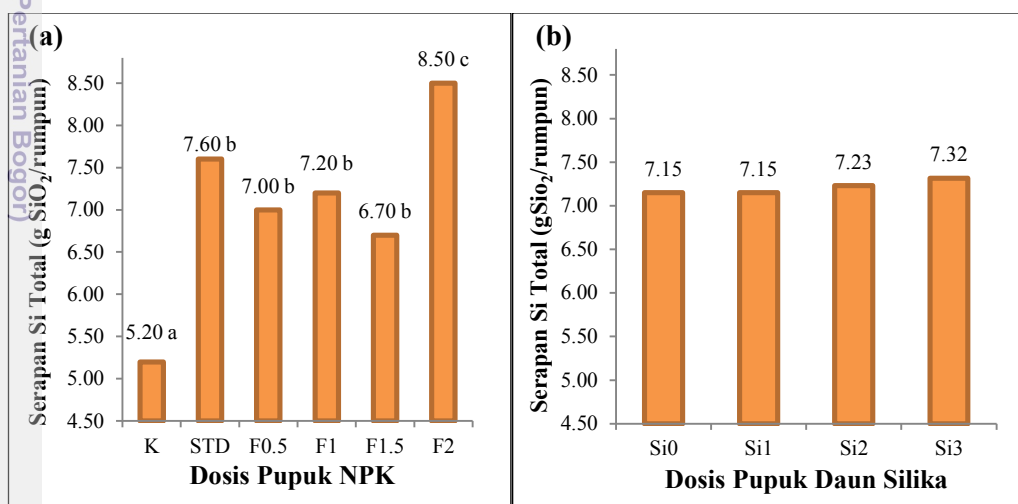 Pertanian Bogor)
(a)
Serapan Si Total (g SiO₂/rumpun)
8.50
8.00
7.50
7.00
6.50
6.00
5.50
5.00
4.50
5.20 a
7.60 b
7.00 b
7.20 b
6.70 b
8.50 c
K STD F0.5 F1 F1.5 F2
Dosis Pupuk NPK
(b)
Serapan Si Total (gSio₂/rumpun)
8.50
8.00
7.50
7.00
6.50
6.00
5.50
5.00
4.50
7.15
7.15
7.23
7.32
Si0 Si1 Si2 Si3
Dosis Pupuk Daun Silika